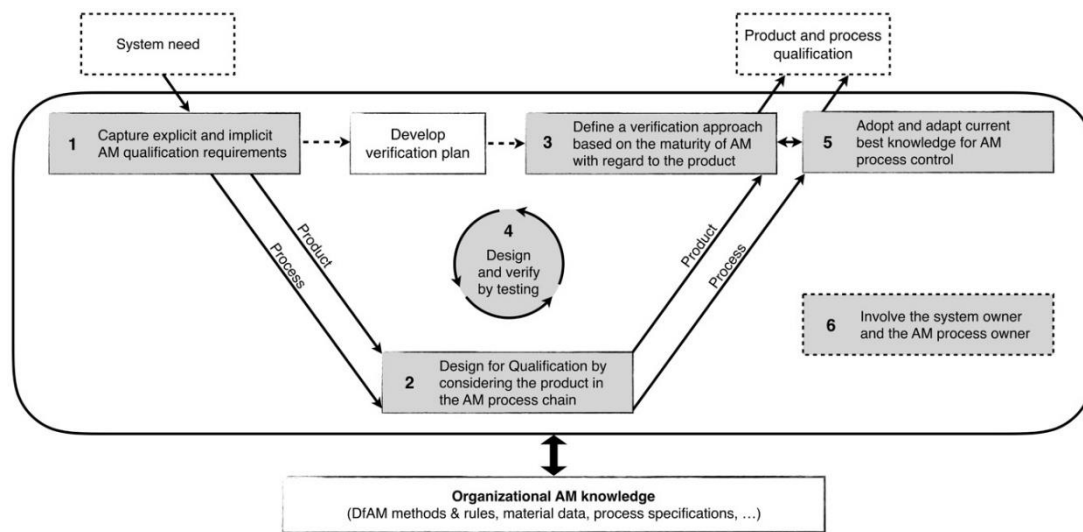 System need
Product and process
qualification
1
Capture explicit and implicit
AM qualification requirements
Develop
verification plan
3
Define a verification approach
based on the maturity of AM
with regard to the product
5
Adopt and adapt current
best knowledge for AM
process control
Product
Process
4
Design
and verify
by testing
Product
Process
6
Involve the system owner
and the AM process owner
2
Design for Qualification by
considering the product in
the AM process chain
Organizational AM knowledge
(DfAM methods & rules, material data, process specifications, ...)